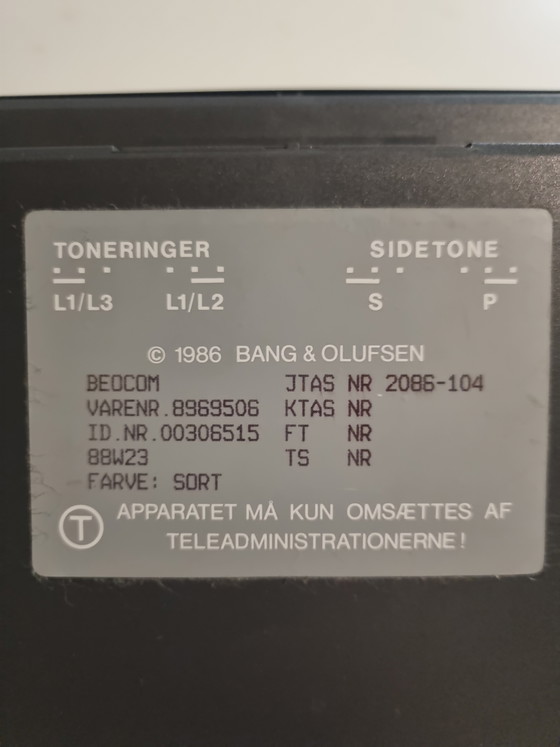 TONERINGER SIDETONE
L1/L3 L1/L2 S P
© 1986 BANG & OLUFSEN
BEOCOM JTAS NR 2086-104
VARENR.8969506 KTAS NR
ID.NR.00306515 FT NR
88W23 TS NR
FARVE: SORT
T APPARATET MÅ KUN OMSÆTTES AF
TELEADMINISTRATIONERNE!